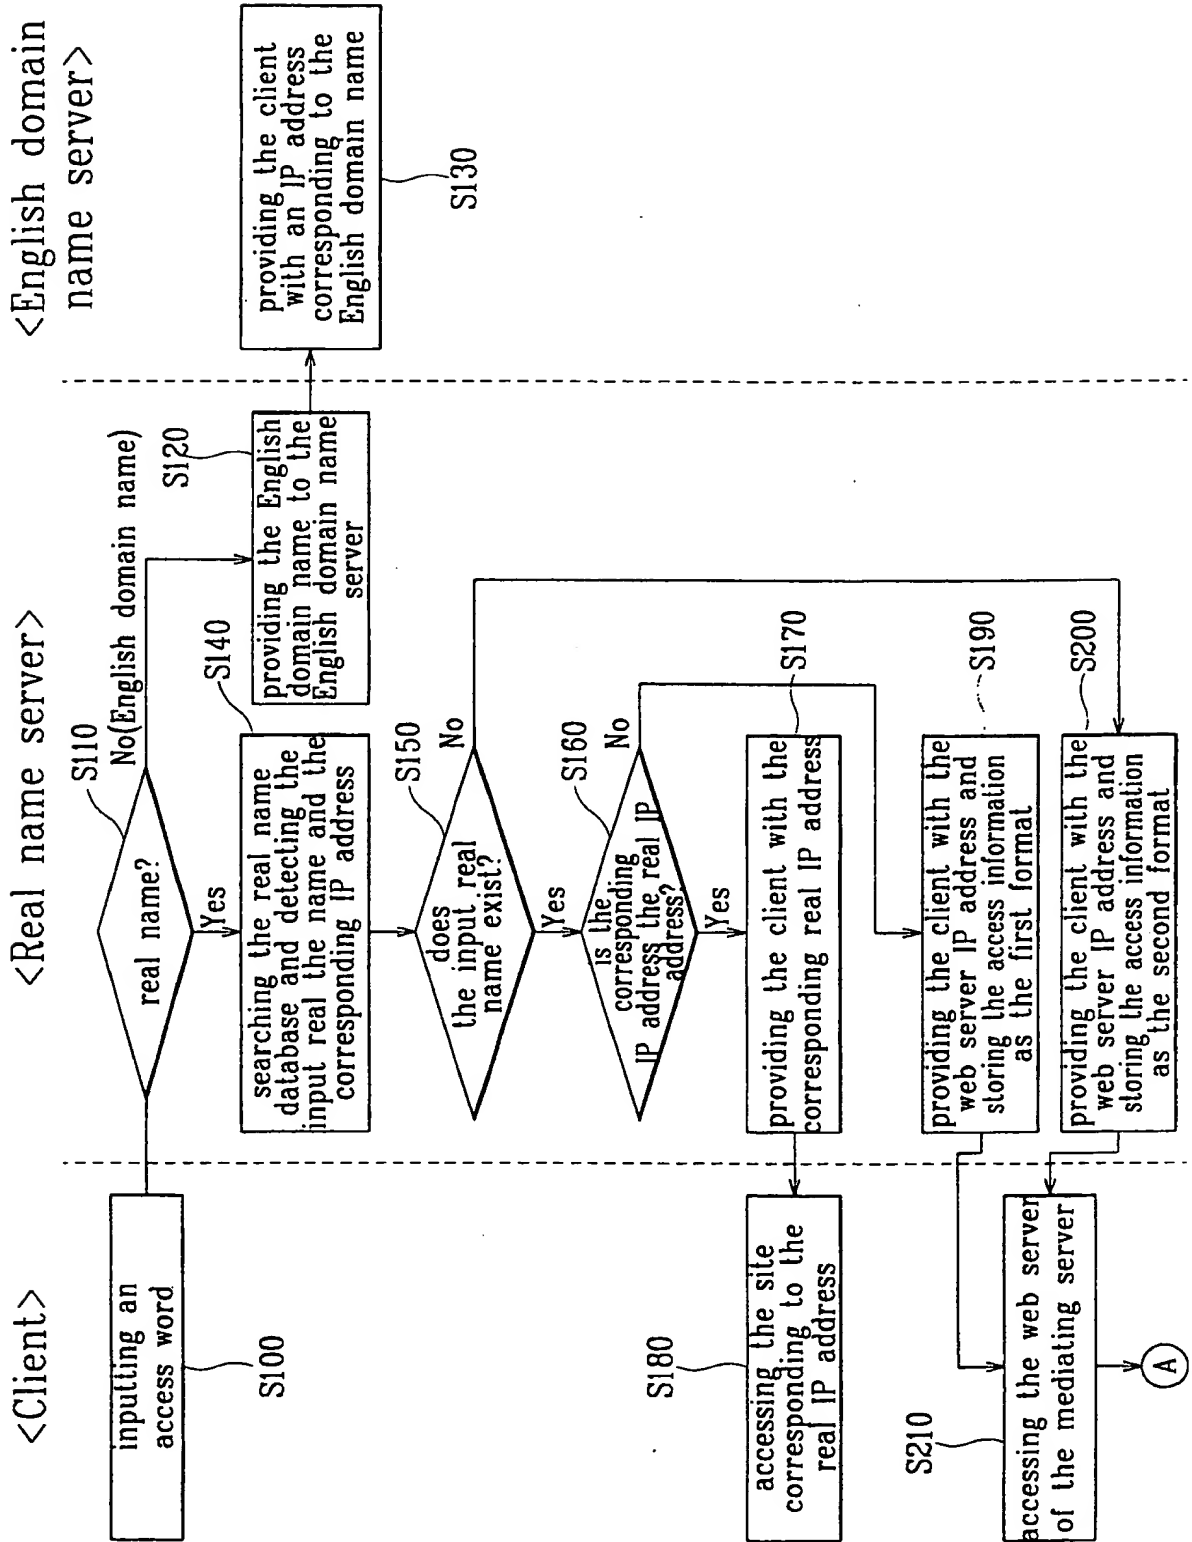 <Client>
<Real name server>
<English domain
name server>
inputting an
access word
S100
real name?
S110
No(English domain name)
Yes
providing the English
domain name to the
English domain name
server
S120
providing the client
with an IP address
corresponding to the
English domain name
S130
searching the real name
database and detecting the
input real the name and the
corresponding IP address
S140
does
the input real
name exist?
S150
No
Yes
is the
corresponding
IP address the real IP
address?
S160
No
Yes
providing the client with the
corresponding real IP address
S170
accessing the site
corresponding to the
real IP address
S180
providing the client with the
web server IP address and
storing the access information
as the first format
S190
providing the client with the
web server IP address and
storing the access information
as the second format
S200
accessing the web server
of the mediating server
S210
A